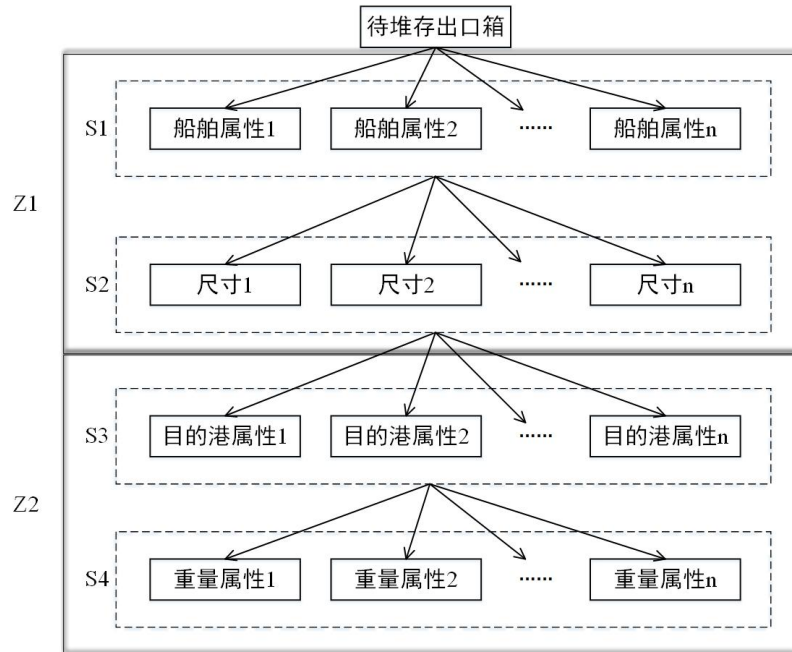 待堆存出口箱
S1
船舶属性1 船舶属性2 ...... 船舶属性n
Z1
S2
尺寸1 尺寸2 ...... 尺寸n
S3
目的港属性1 目的港属性2 ...... 目的港属性n
Z2
S4
重量属性1 重量属性2 ...... 重量属性n